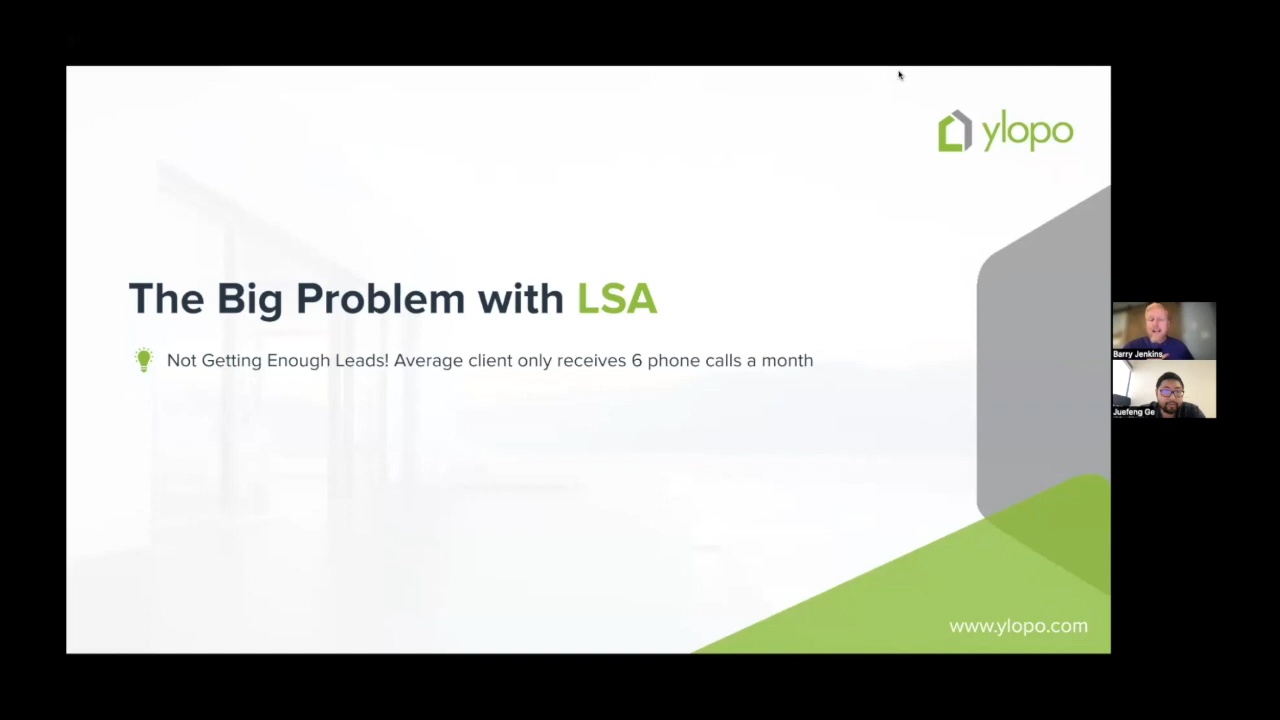 ylopo
The Big Problem with LSA
Not Getting Enough Leads! Average client only receives 6 phone calls a month
Barry Jenkins
Juefeng Ge
www.ylopo.com